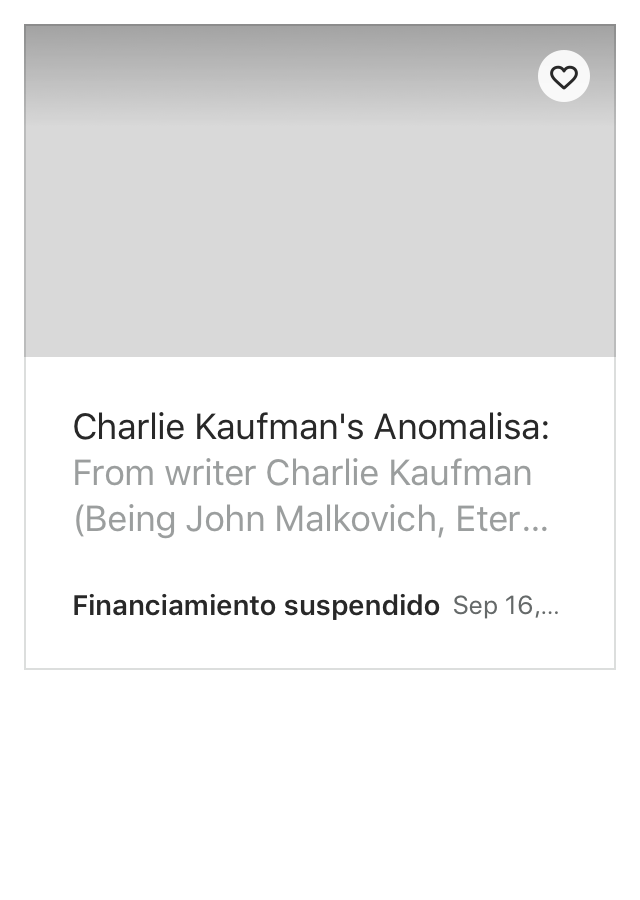 Charlie Kaufman's Anomalisa:
From writer Charlie Kaufman
(Being John Malkovich, Eter...
Financiamiento suspendido Sep 16,...